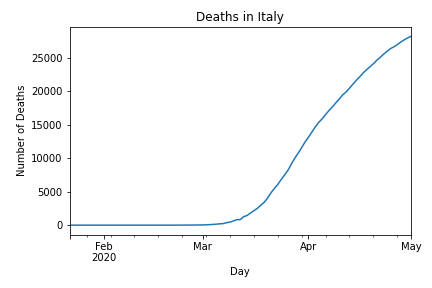 Deaths in Italy
Number of Deaths
25000
20000
15000
10000
5000
0
Feb
2020
Mar
Apr
May
Day